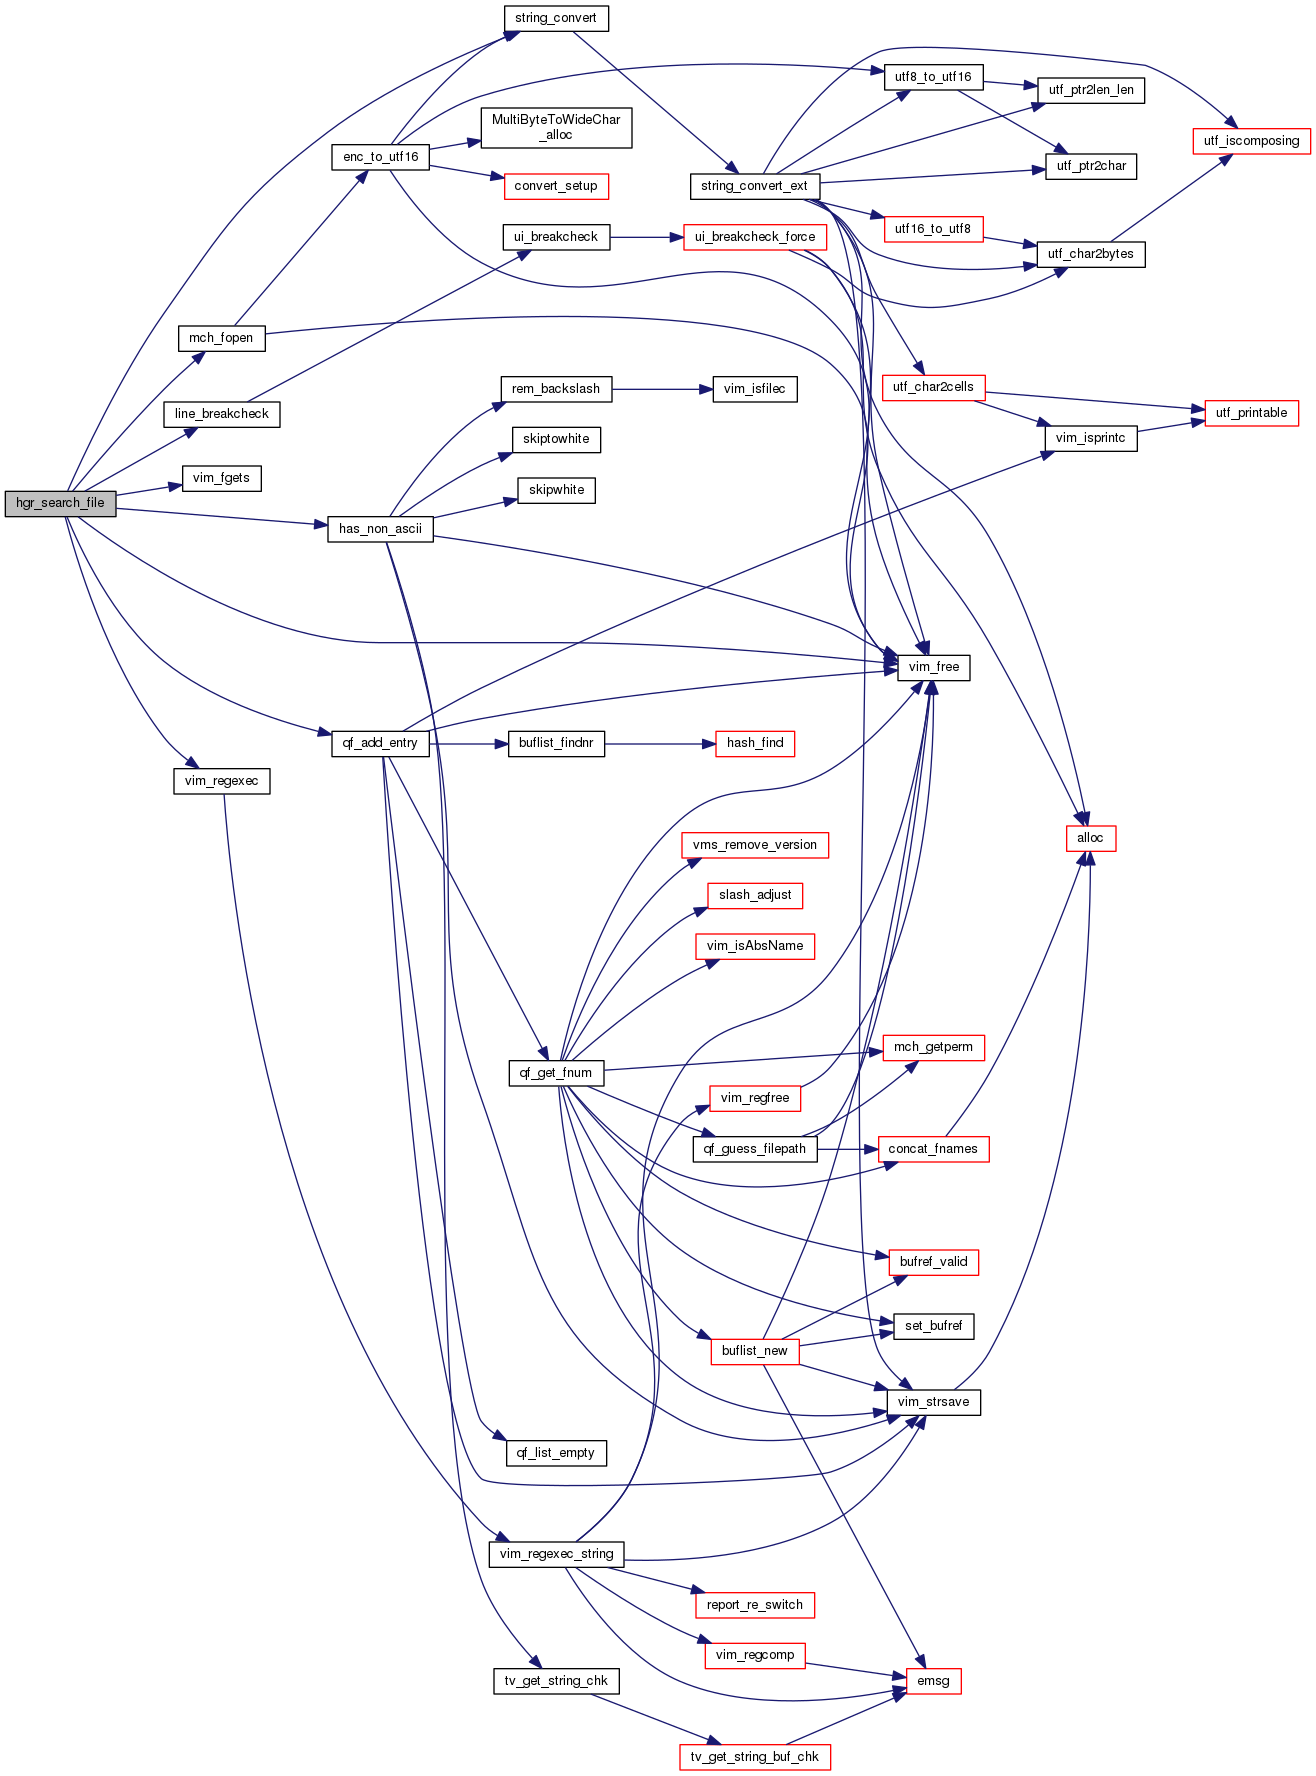 string_convert
utf8_to_utf16
utf_ptr2len_len
MultiByteToWideChar
_alloc
utf_iscomposing
enc_to_utf16
utf_ptr2char
convert_setup
string_convert_ext
utf16_to_utf8
ui_breakcheck
ui_breakcheck_force
utf_char2bytes
mch_fopen
rem_backslash
vim_isfilec
utf_char2cells
line_breakcheck
utf_printable
skiptowhite
vim_isprintc
vim_fgets
skipwhite
hgr_search_file
has_non_ascii
vim_free
qf_add_entry
buflist_findnr
hash_find
vim_regexec
alloc
vms_remove_version
slash_adjust
vim_isAbsName
mch_getperm
qf_get_fnum
vim_regfree
qf_guess_filepath
concat_fnames
bufref_valid
set_bufref
buflist_new
vim_strsave
qf_list_empty
vim_regexec_string
report_re_switch
vim_regcomp
tv_get_string_chk
emsg
tv_get_string_buf_chk